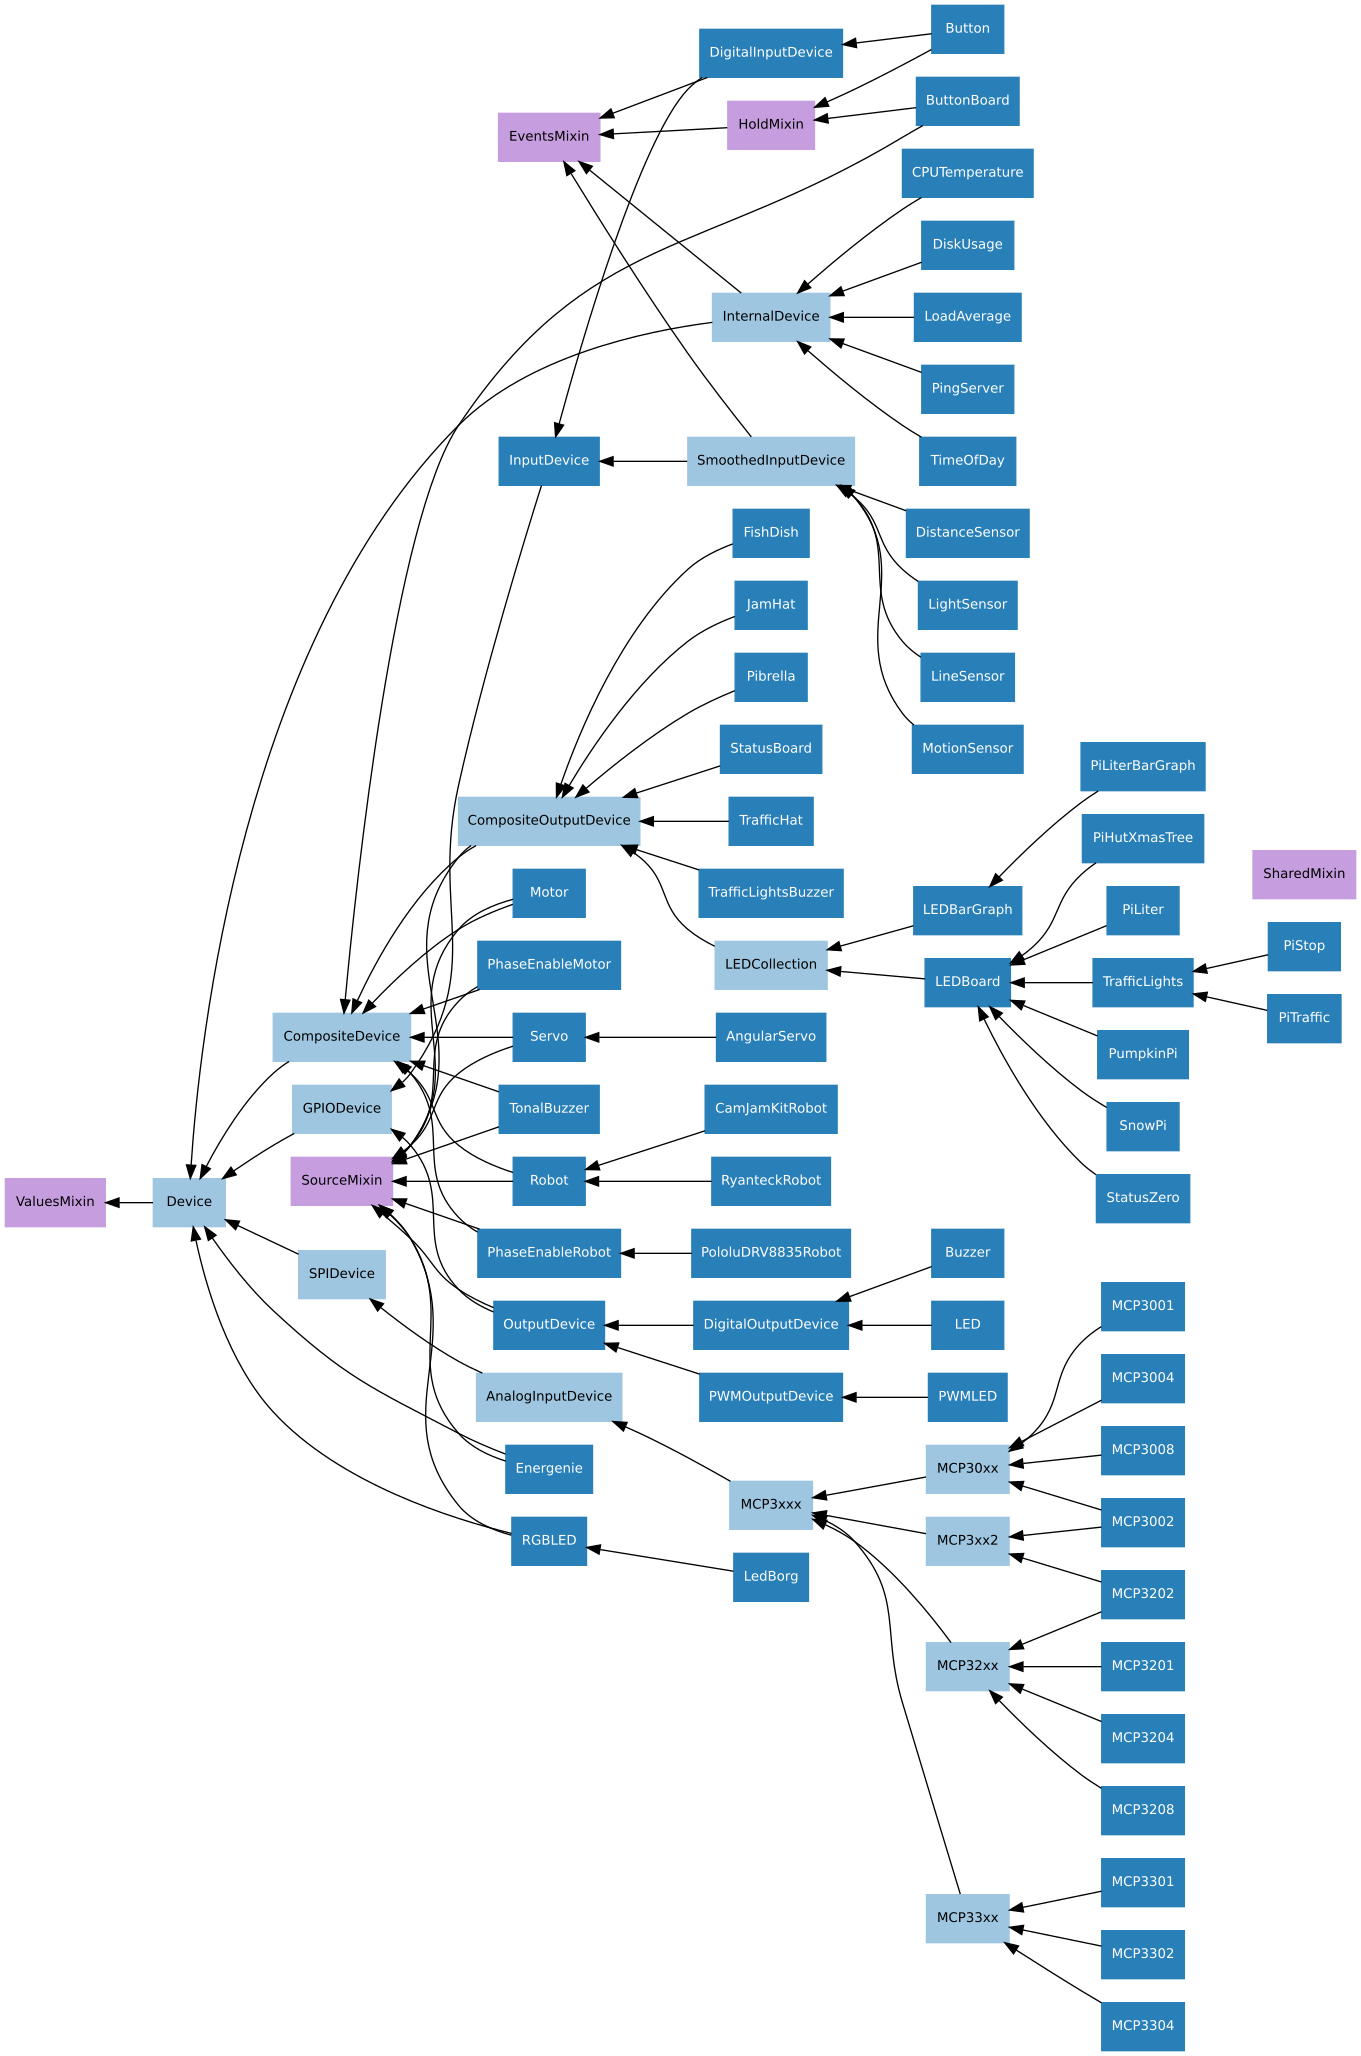 Button
DigitalInputDevice
ButtonBoard
HoldMixin
EventsMixin
CPUTemperature
DiskUsage
InternalDevice
LoadAverage
PingServer
InputDevice
SmoothedInputDevice
TimeOfDay
FishDish
DistanceSensor
JamHat
LightSensor
Pibrella
LineSensor
StatusBoard
MotionSensor
PiLiterBarGraph
CompositeOutputDevice
TrafficHat
PiHutXmasTree
SharedMixin
Motor
TrafficLightsBuzzer
LEDBarGraph
PiLiter
PiStop
PhaseEnableMotor
LEDCollection
LEDBoard
TrafficLights
PiTraffic
CompositeDevice
Servo
AngularServo
PumpkinPi
GPIODevice
TonalBuzzer
CamJamKitRobot
SnowPi
SourceMixin
Robot
RyanteckRobot
ValuesMixin
Device
StatusZero
PhaseEnableRobot
PololuDRV8835Robot
Buzzer
SPIDevice
MCP3001
OutputDevice
DigitalOutputDevice
LED
MCP3004
AnalogInputDevice
PWMOutputDevice
PWMLED
MCP3008
Energenie
MCP30xx
MCP3xxx
MCP3002
RGBLED
MCP3xx2
LedBorg
MCP3202
MCP32xx
MCP3201
MCP3204
MCP3208
MCP3301
MCP33xx
MCP3302
MCP3304